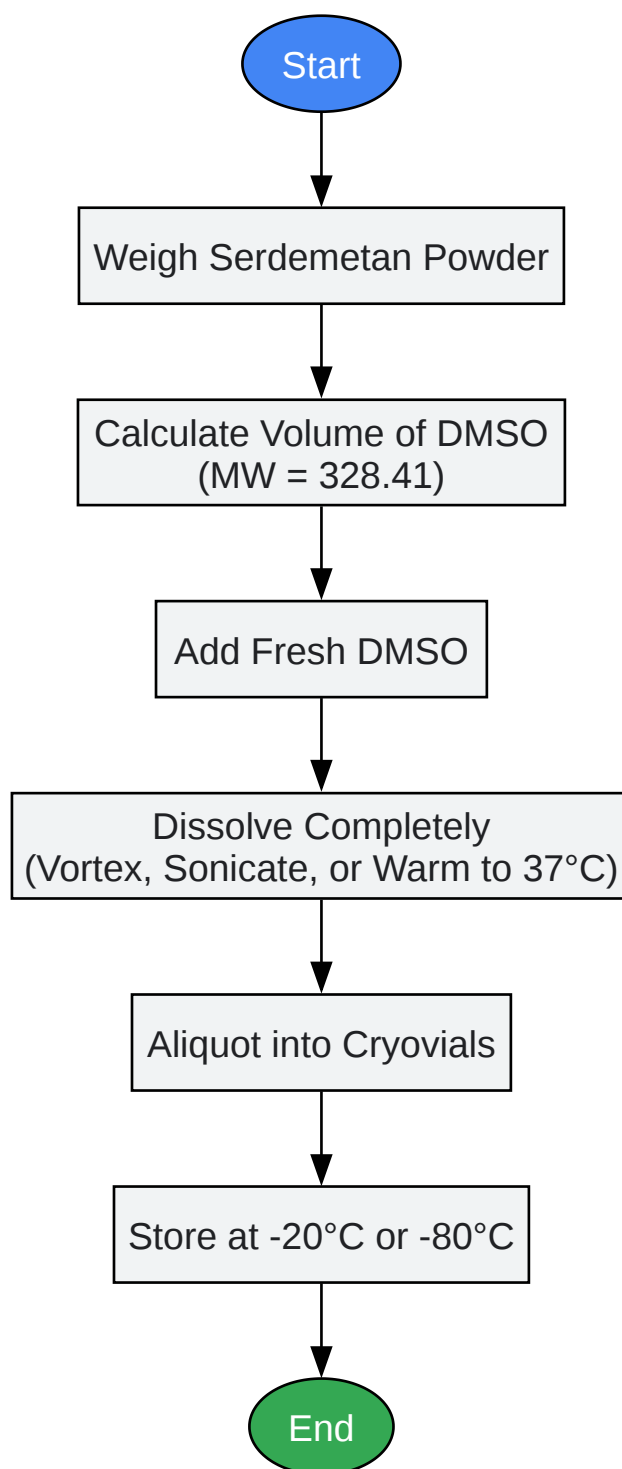 Start
Weigh Serdemetan Powder
Calculate Volume of DMSO
(MW = 328.41)
Add Fresh DMSO
Dissolve Completely
(Vortex, Sonicate, or Warm to 37°C)
Aliquot into Cryovials
Store at -20°C or -80°C
End